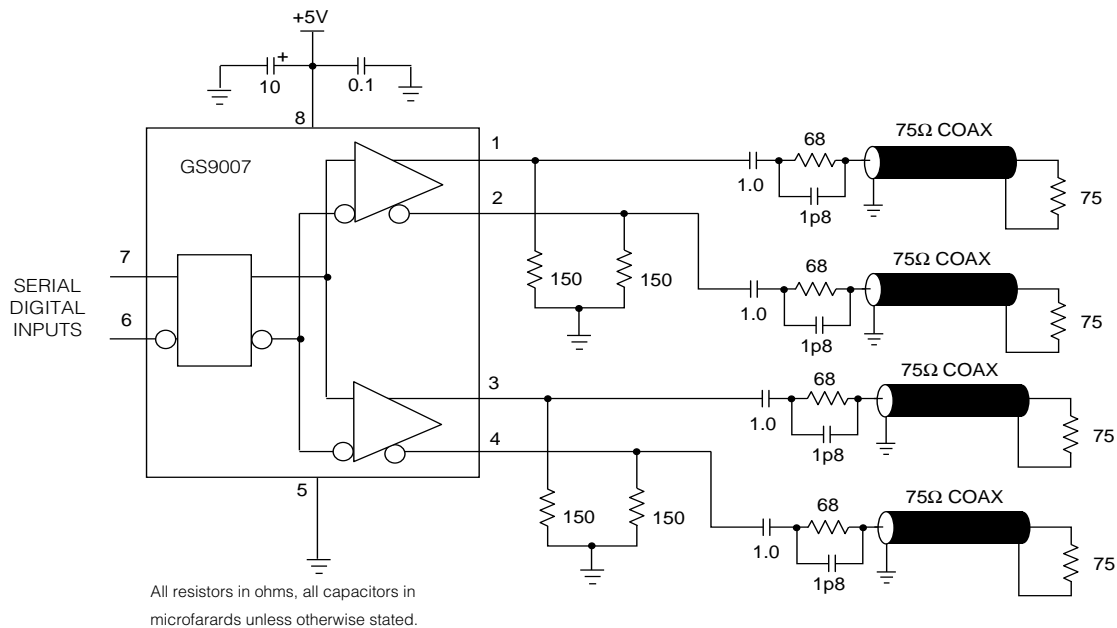 +5V
+
10
0.1
8
GS9007
1
2
7
SERIAL
DIGITAL
INPUTS
6
3
4
5
150
150
150
150
1.0
68
1p8
75Ω COAX
75
1.0
68
1p8
75Ω COAX
75
1.0
68
1p8
75Ω COAX
75
1.0
68
1p8
75Ω COAX
75
All resistors in ohms, all capacitors in
microfarards unless otherwise stated.